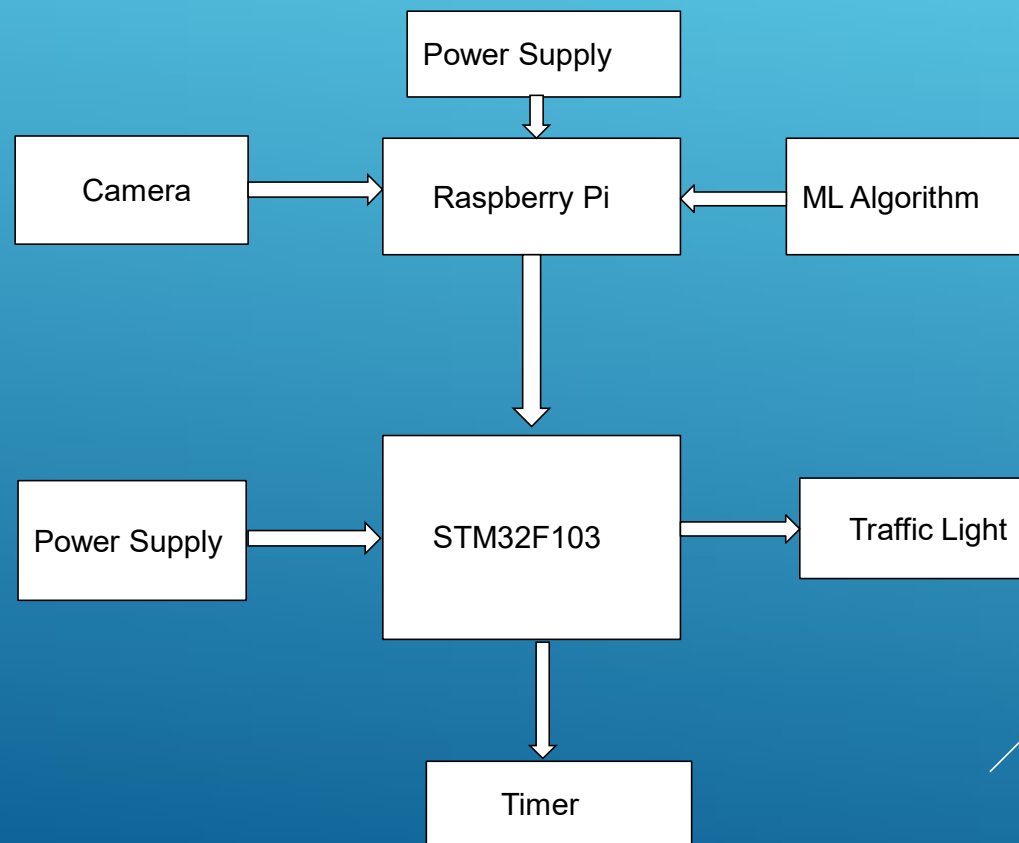 Power Supply
Camera
Raspberry Pi
ML Algorithm
Power Supply
STM32F103
Traffic Light
Timer